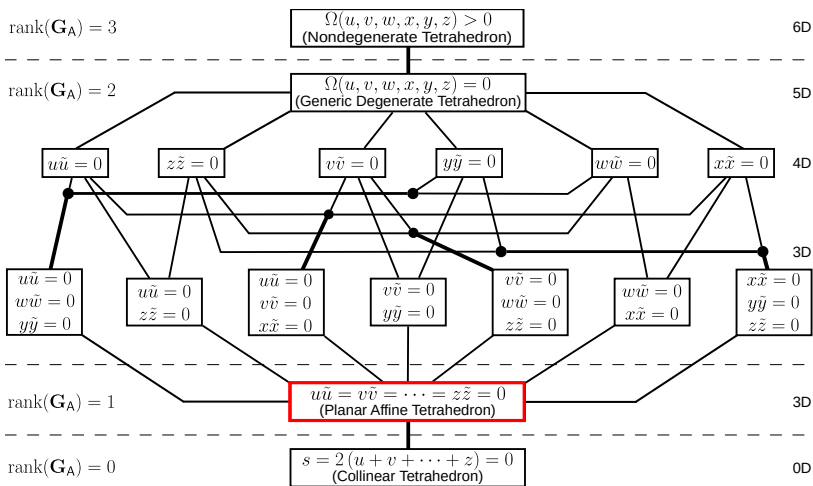 rank(G_A) = 3
Ω(u, v, w, x, y, z) > 0
(Nondegenerate Tetrahedron)
6D
rank(G_A) = 2
Ω(u, v, w, x, y, z) = 0
(Generic Degenerate Tetrahedron)
5D
uũ = 0
zz̃ = 0
vṽ = 0
yỹ = 0
ww̃ = 0
xx̃ = 0
4D
3D
uũ = 0
ww̃ = 0
yỹ = 0
uũ = 0
zz̃ = 0
uũ = 0
vṽ = 0
xx̃ = 0
vṽ = 0
yỹ = 0
vṽ = 0
ww̃ = 0
zz̃ = 0
ww̃ = 0
xx̃ = 0
xx̃ = 0
yỹ = 0
zz̃ = 0
rank(G_A) = 1
uũ = vṽ = ⋯ = zz̃ = 0
(Planar Affine Tetrahedron)
3D
rank(G_A) = 0
s = 2 (u + v + ⋯ + z) = 0
(Collinear Tetrahedron)
0D